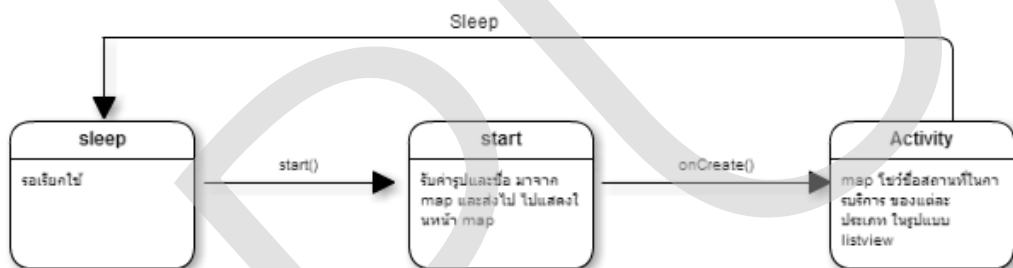 Sleep
sleep
รอเรียกใช้
start()
start
รับค่ารูปและชื่อ มาจาก
map และส่งไป ไปแสดงใ
นหน้า map
onCreate()
Activity
map โชว์ชื่อสถานที่ในกา
รบริการ ของแต่ละ
ประเภท ในรูปแบบ
listview